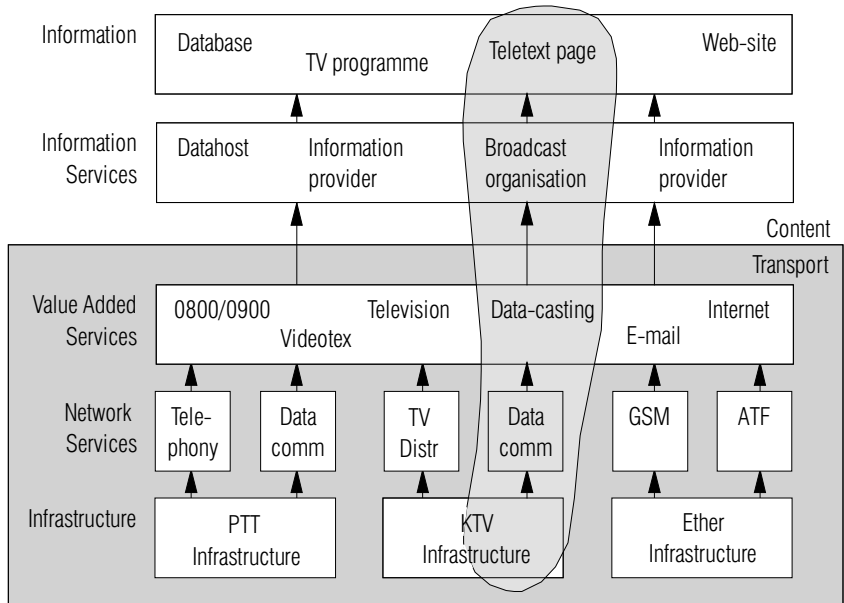 Information
Database
TV programme
Teletext page
Web-site
Information
Services
Datahost
Information
provider
Broadcast
organisation
Information
provider
Content
Transport
Value Added
Services
0800/0900
Videotex
Television
Data-casting
E-mail
Internet
Network
Services
Tele-
phony
Data
comm
TV
Distr
Data
comm
GSM
ATF
Infrastructure
PTT
Infrastructure
KTV
Infrastructure
Ether
Infrastructure